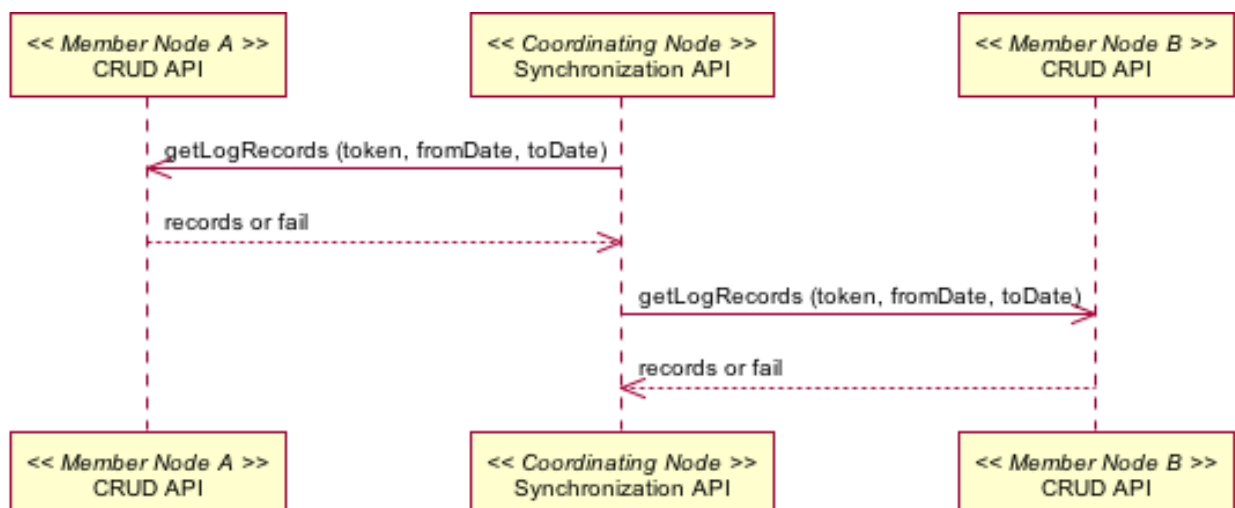 << Member Node A >>
CRUD API
<< Coordinating Node >>
Synchronization API
<< Member Node B >>
CRUD API
getLogRecords (token, fromDate, toDate)
records or fail
getLogRecords (token, fromDate, toDate)
records or fail
<< Member Node A >>
CRUD API
<< Coordinating Node >>
Synchronization API
<< Member Node B >>
CRUD API